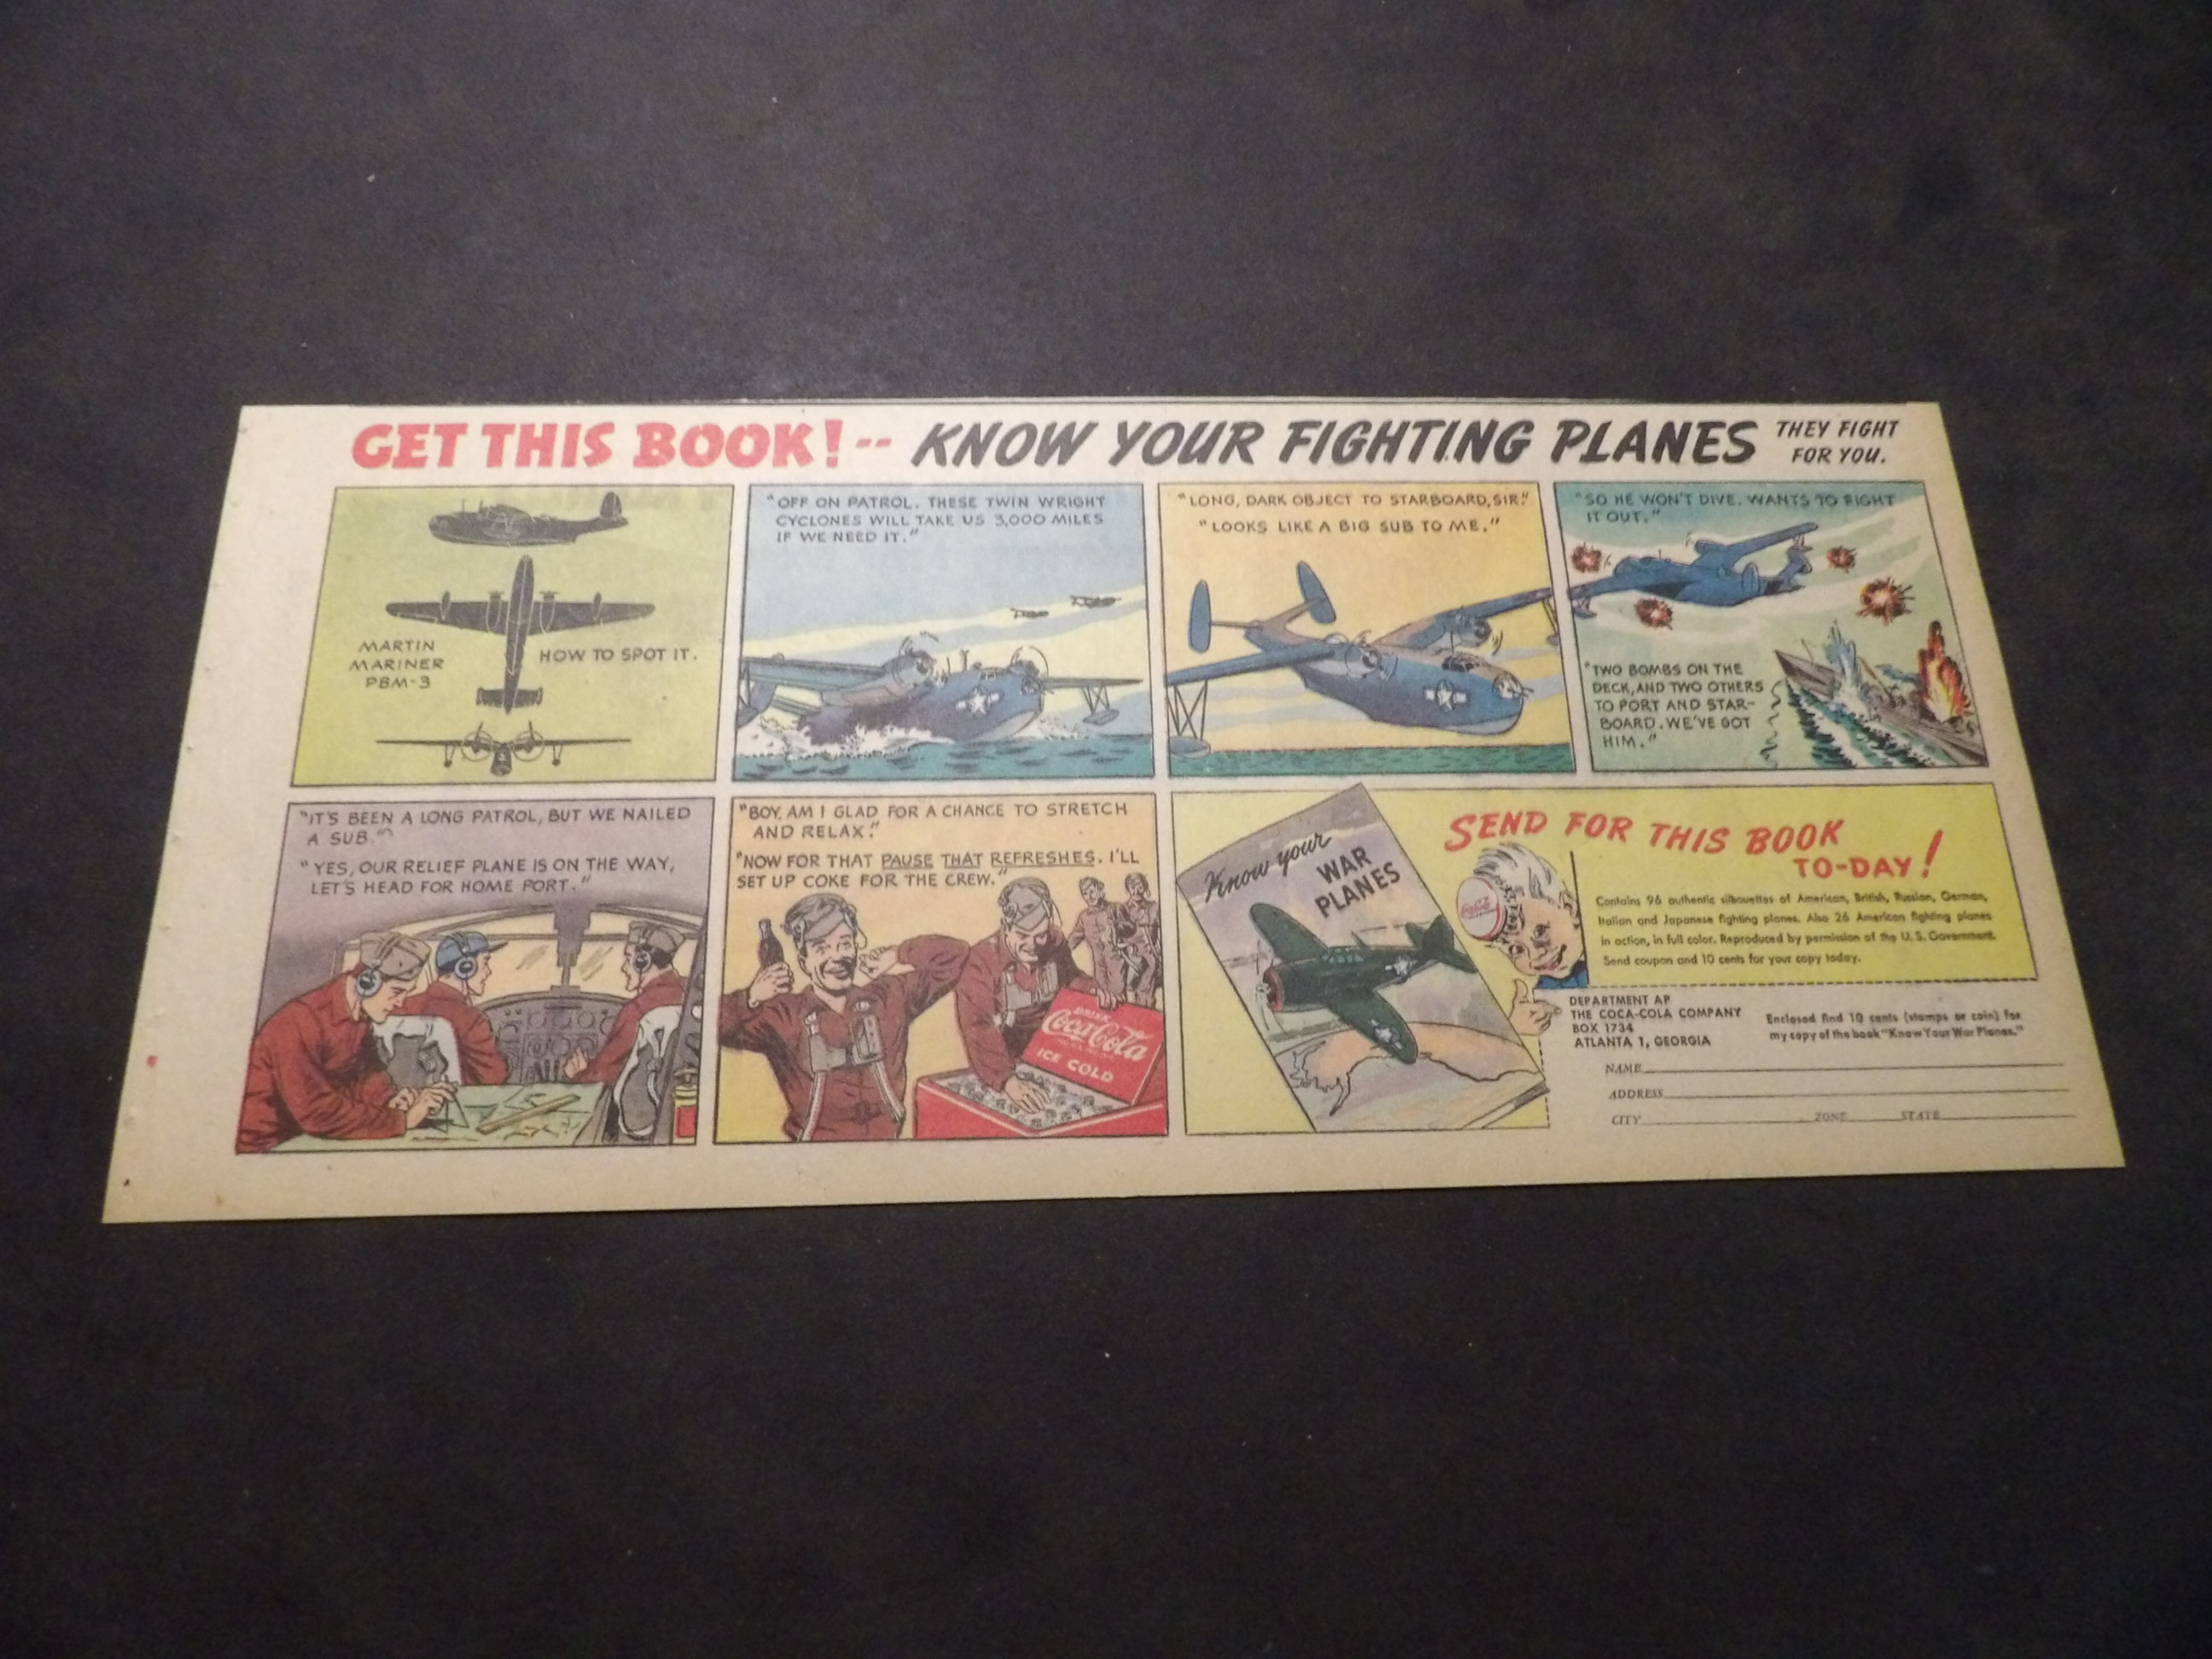 GET THIS BOOK!-- KNOW YOUR FIGHTING PLANES THEY FIGHT
FOR YOU.
MARTIN
MARINER
PBM-3
HOW TO SPOT IT.
"OFF ON PATROL. THESE TWIN WRIGHT
CYCLONES WILL TAKE US 3,000 MILES
IF WE NEED IT."
"LONG, DARK OBJECT TO STARBOARD, SIR."
"LOOKS LIKE A BIG SUB TO ME."
"SO HE WON'T DIVE. WANTS TO FIGHT
IT OUT."
"TWO BOMBS ON THE
DECK, AND TWO OTHERS
TO PORT AND STAR-
BOARD. WE'VE GOT
HIM."
"IT'S BEEN A LONG PATROL, BUT WE NAILED
A SUB."
"YES, OUR RELIEF PLANE IS ON THE WAY,
LET'S HEAD FOR HOME PORT."
"BOY, AM I GLAD FOR A CHANCE TO STRETCH
AND RELAX."
"NOW FOR THAT PAUSE THAT REFRESHES. I'LL
SET UP COKE FOR THE CREW."
DRINK
Coca-Cola
ICE COLD
Know your
WAR
PLANES
SEND FOR THIS BOOK
TO-DAY!
Coca-Cola
Contains 96 authentic silhouettes of American, British, Russian, German,
Italian and Japanese fighting planes. Also 26 American fighting planes
in action, in full color. Reproduced by permission of the U. S. Government.
Send coupon and 10 cents for your copy today.
DEPARTMENT AP
THE COCA-COLA COMPANY
BOX 1734
ATLANTA 1, GEORGIA
Enclosed find 10 cents (stamps or coin) for
my copy of the book "Know Your War Planes."
NAME
ADDRESS
CITY ZONE STATE